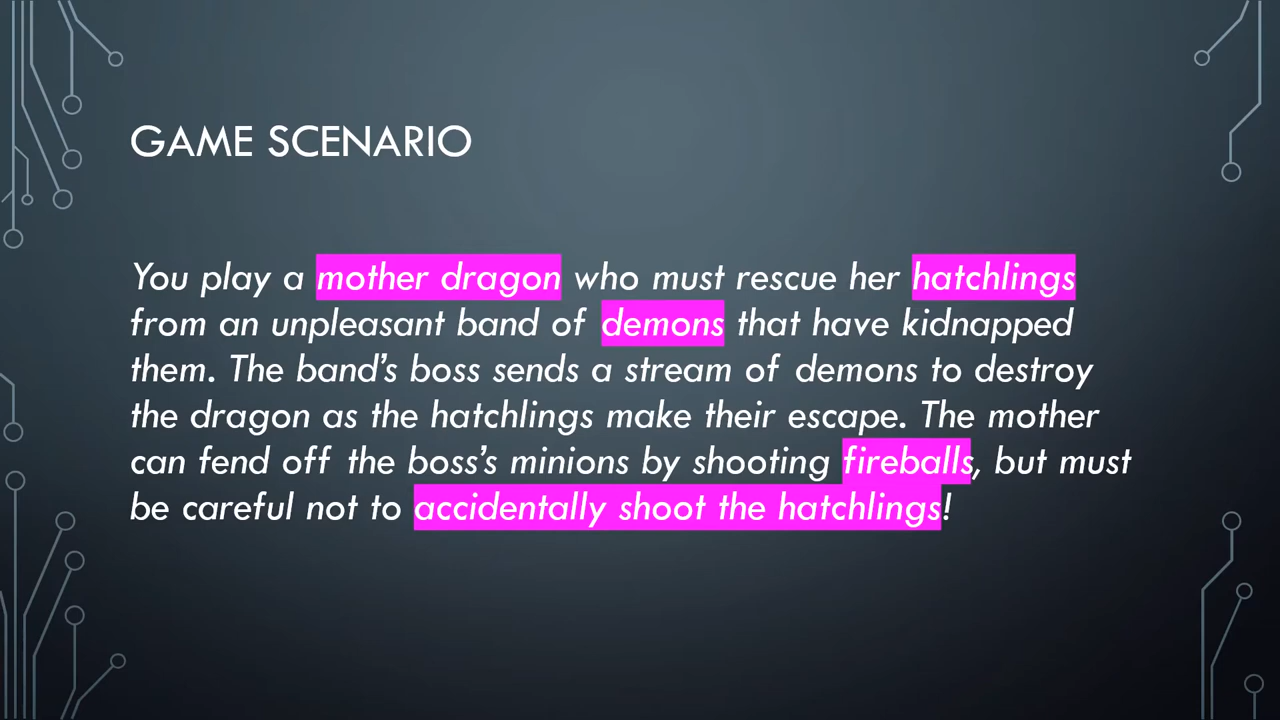 GAME SCENARIO
You play a mother dragon who must rescue her hatchlings
from an unpleasant band of demons that have kidnapped
them. The band’s boss sends a stream of demons to destroy
the dragon as the hatchlings make their escape. The mother
can fend off the boss’s minions by shooting fireballs, but must
be careful not to accidentally shoot the hatchlings!